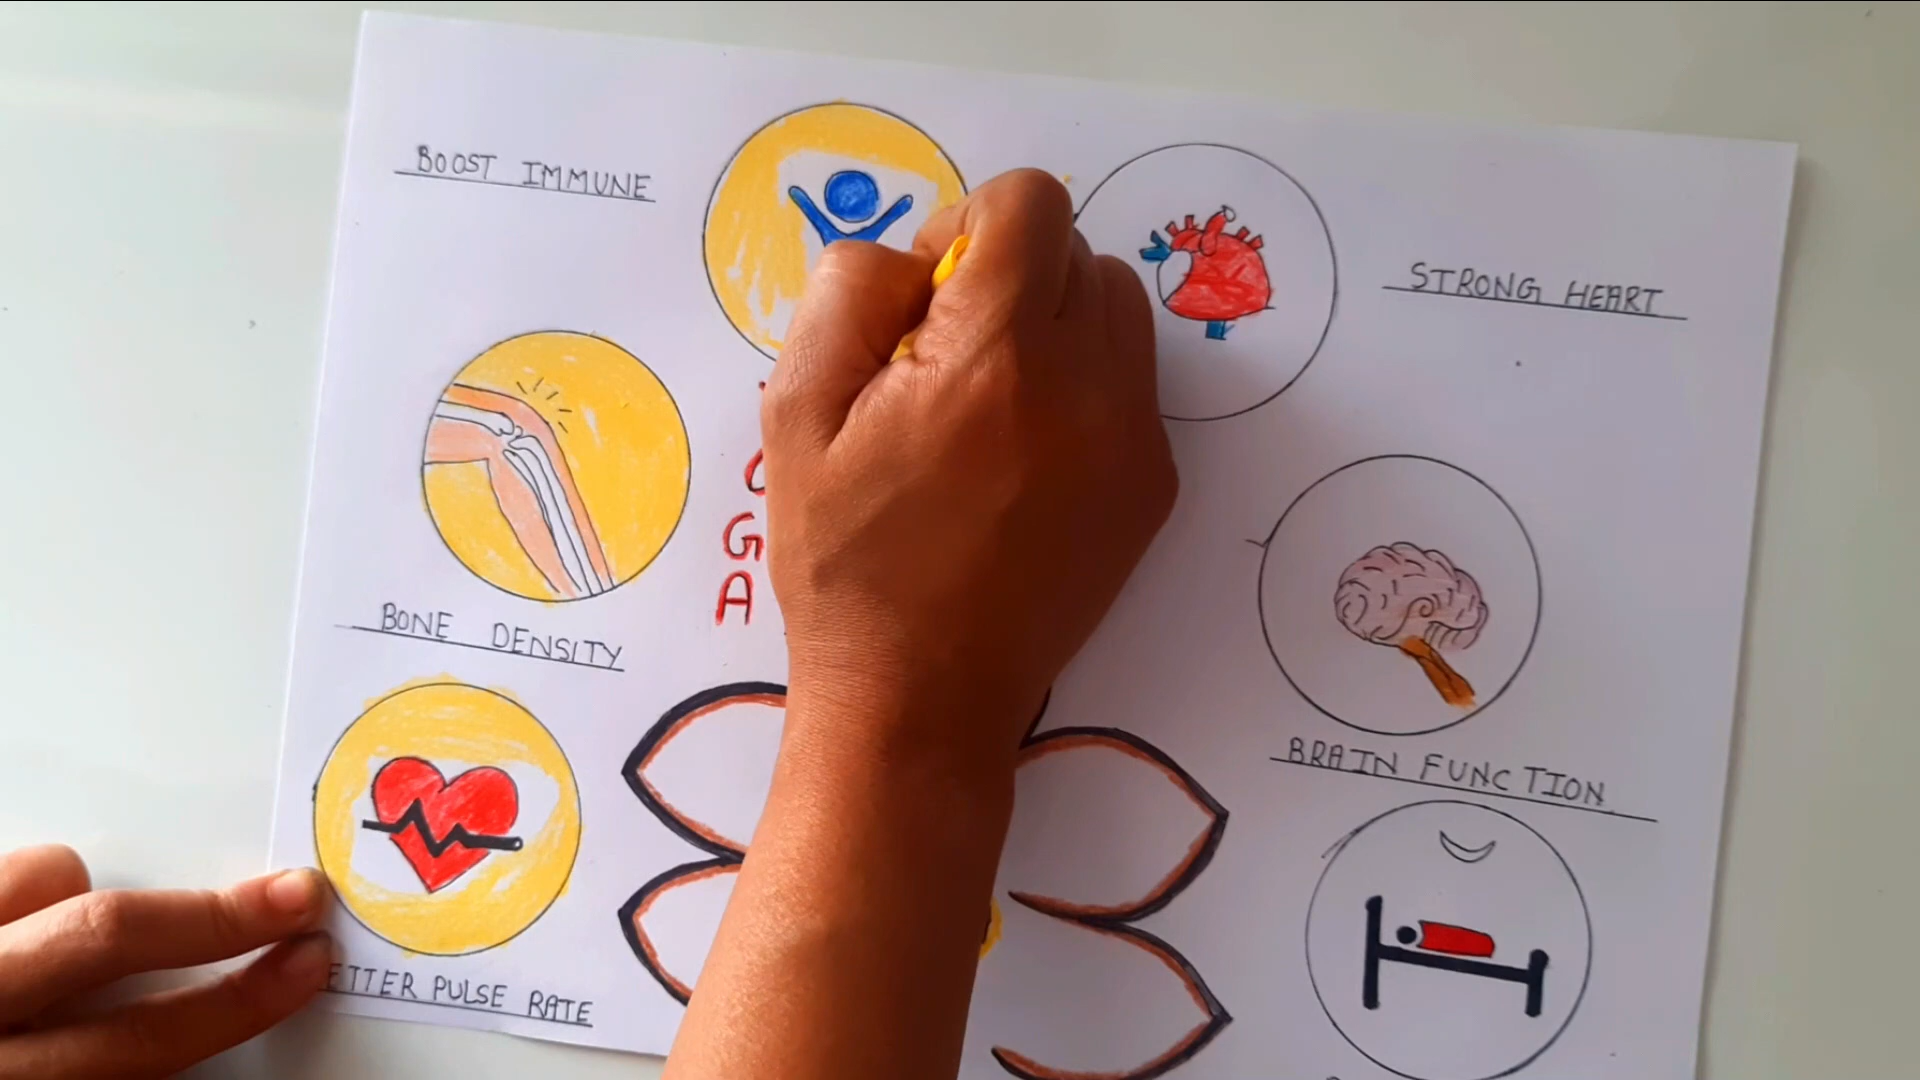 BOOST IMMUNE
STRONG HEART
G
A
BONE DENSITY
BRAIN FUNCTION
ETTER PULSE RATE